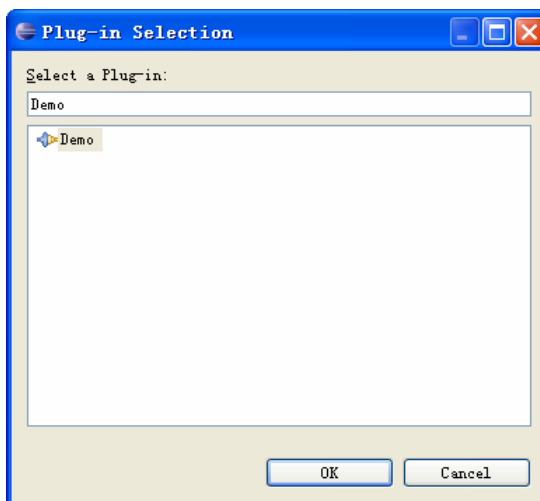 Plug-in Selection
Select a Plug-in:
Demo
Demo
OK Cancel